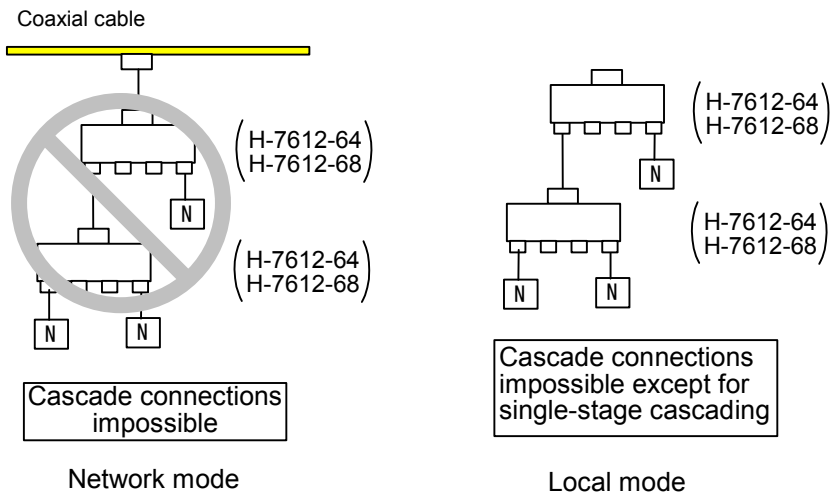 Coaxial cable
H-7612-64
H-7612-68
N
H-7612-64
H-7612-68
N
N
Cascade connections
impossible
Network mode
H-7612-64
H-7612-68
N
H-7612-64
H-7612-68
N
N
Cascade connections
impossible except for
single-stage cascading
Local mode